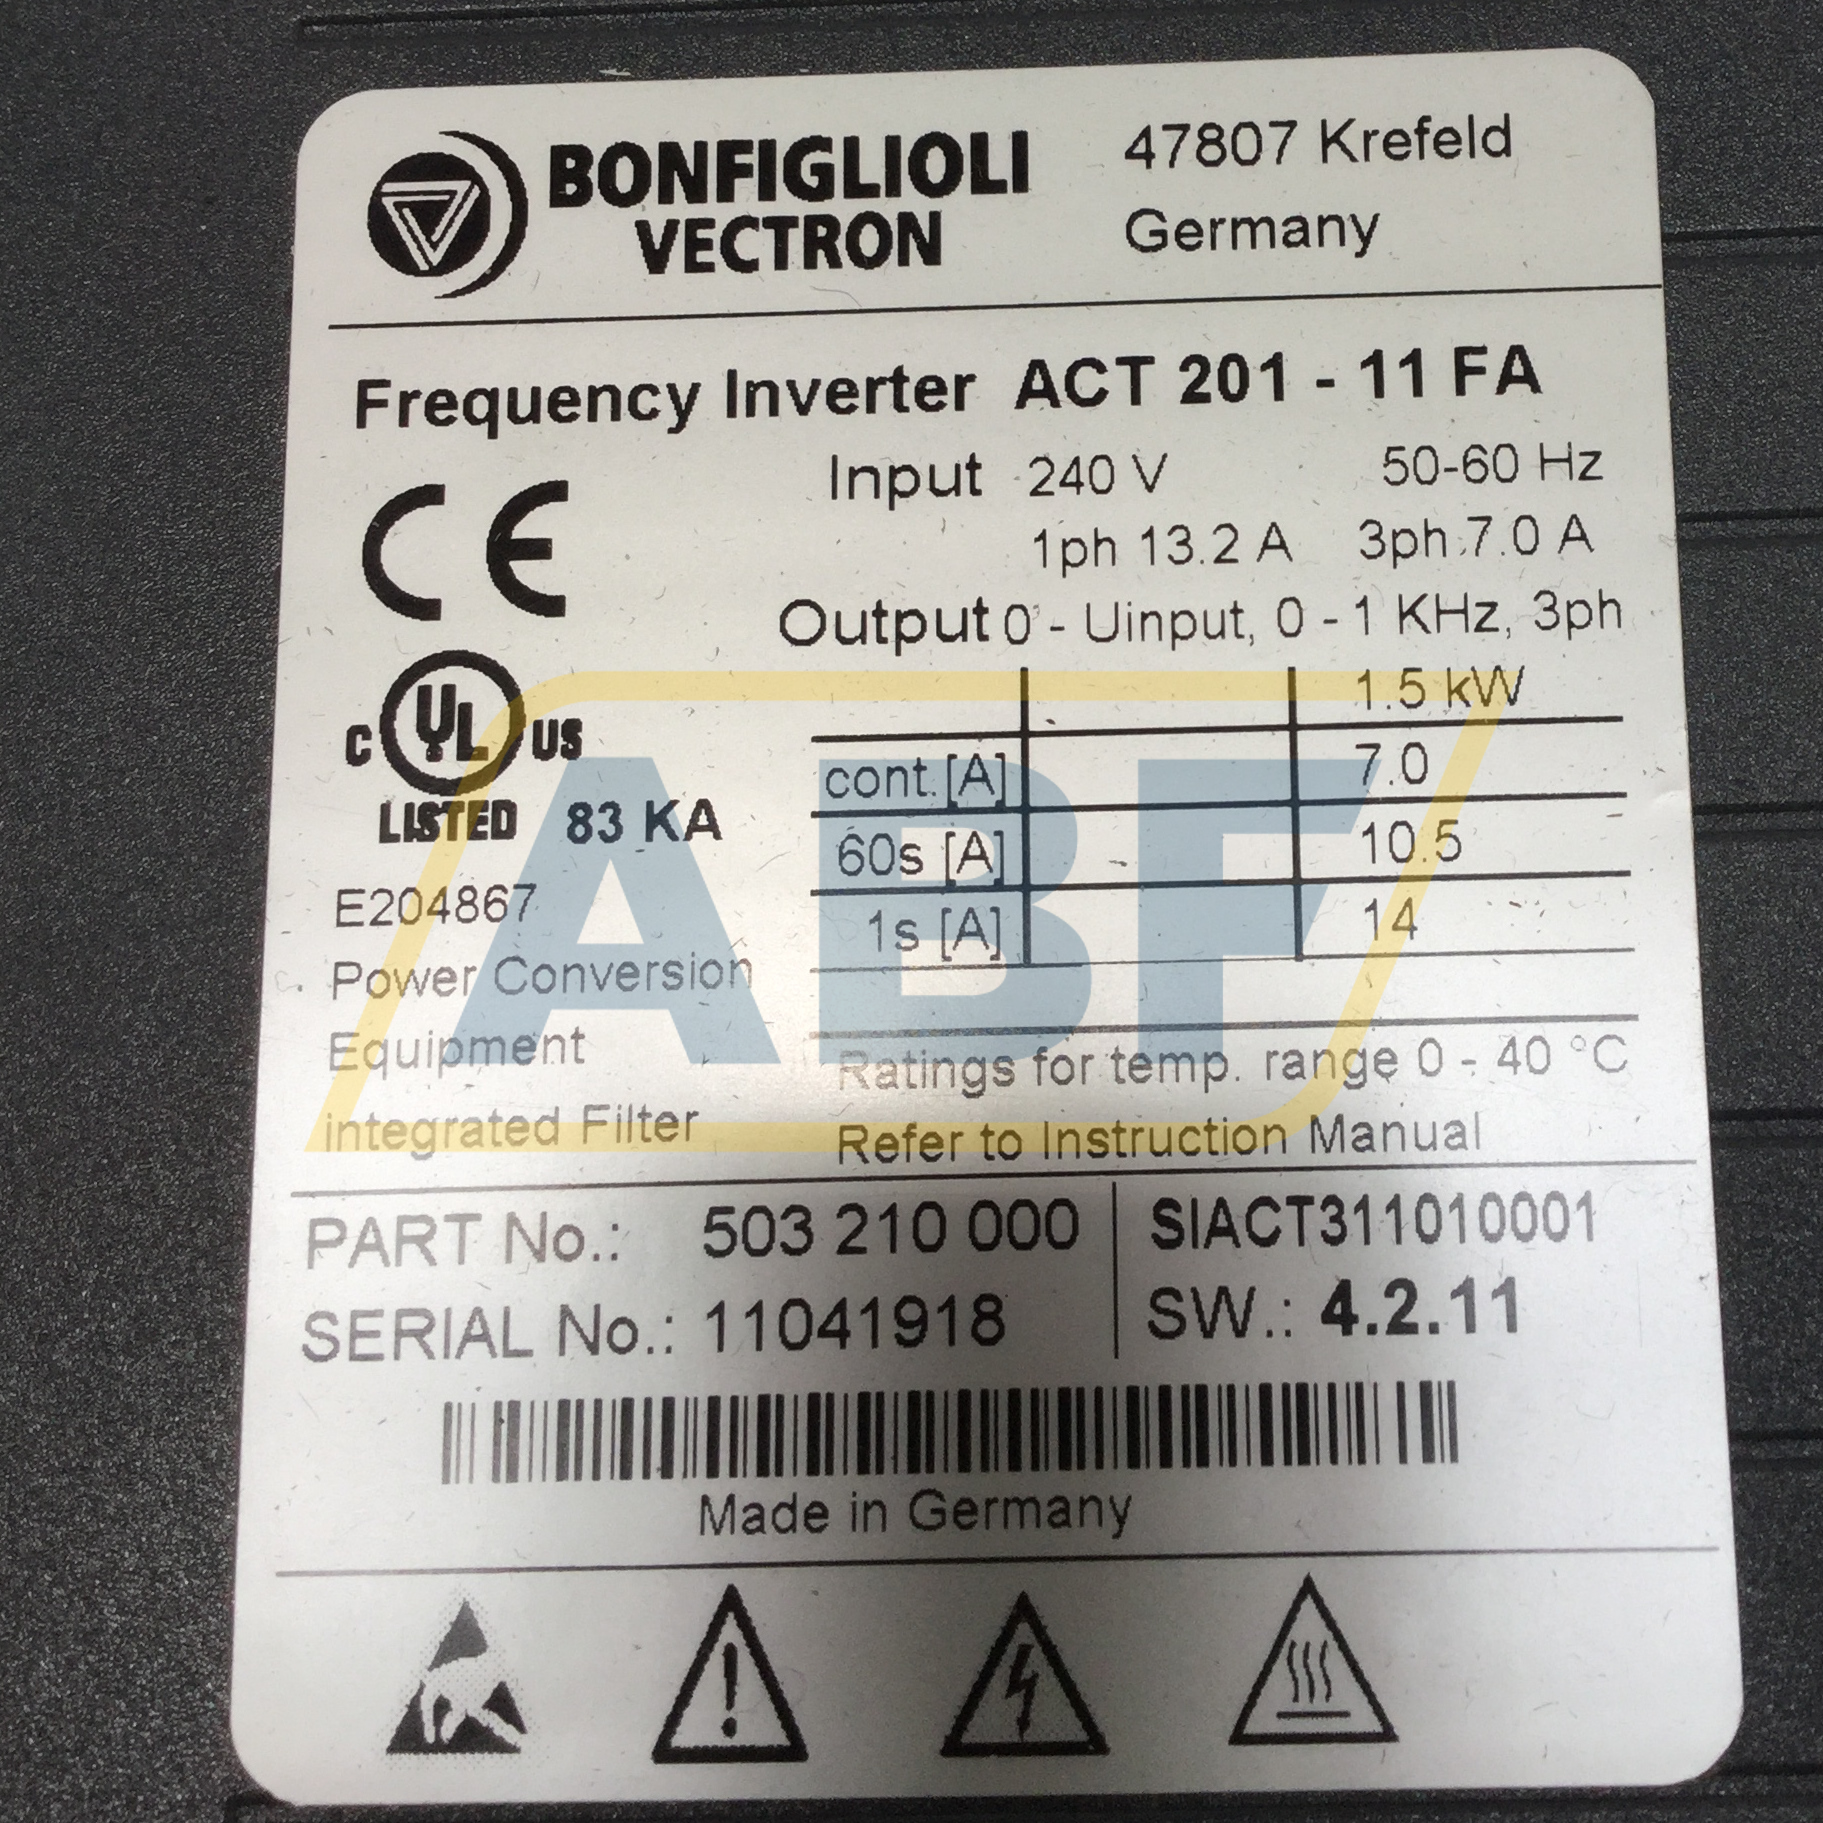 BONFIGLIOLI
VECTRON
47807 Krefeld
Germany
Frequency Inverter ACT 201 - 11 FA
Input 240 V 50-60 Hz
1ph 13.2 A 3ph 7.0 A
Output 0 - Uinput, 0 - 1 KHz, 3ph
CE
C UL US
LISTED 83 KA
E204867
Power Conversion
Equipment
integrated Filter
1.5 kW
cont. [A] 7.0
60s [A] 10.5
1s [A] 14
Ratings for temp. range 0 - 40 °C
Refer to Instruction Manual
ABF
PART No.: 503 210 000 SIACT311010001
SERIAL No.: 11041918 SW.: 4.2.11
Made in Germany